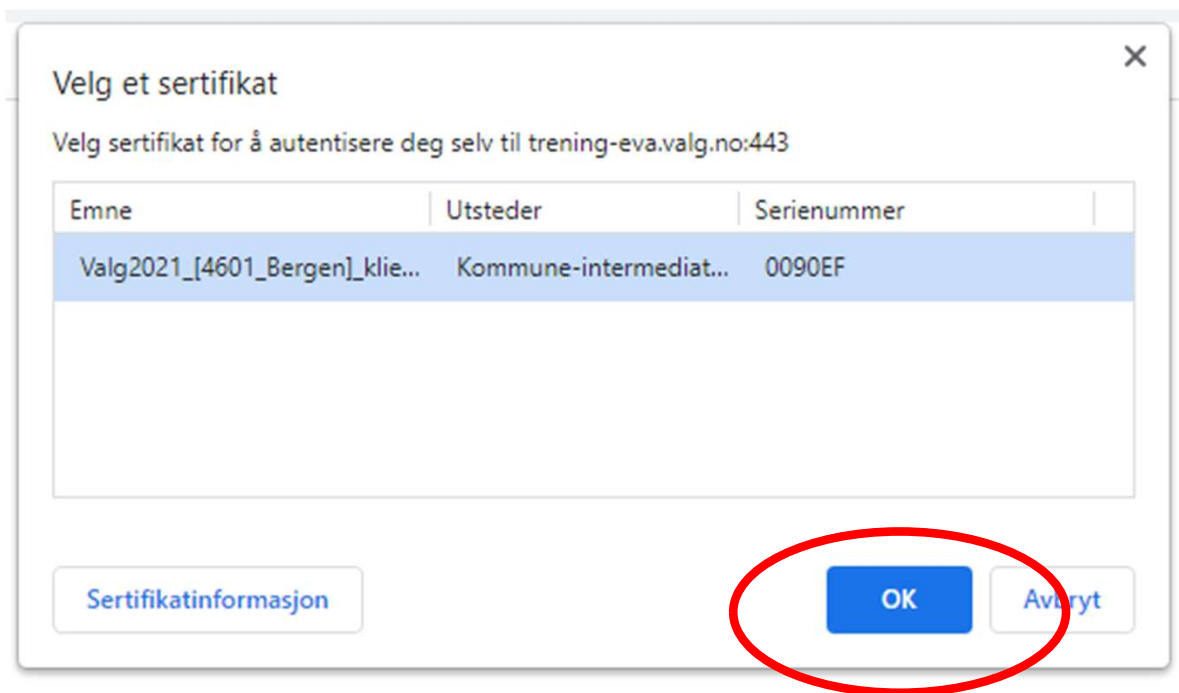 Velg et sertifikat
Velg sertifikat for å autentisere deg selv til trening-eva.valg.no:443
Emne Utsteder Serienummer
Valg2021_[4601_Bergen]_klie... Kommune-intermediat... 0090EF
Sertifikatinformasjon OK Avbryt